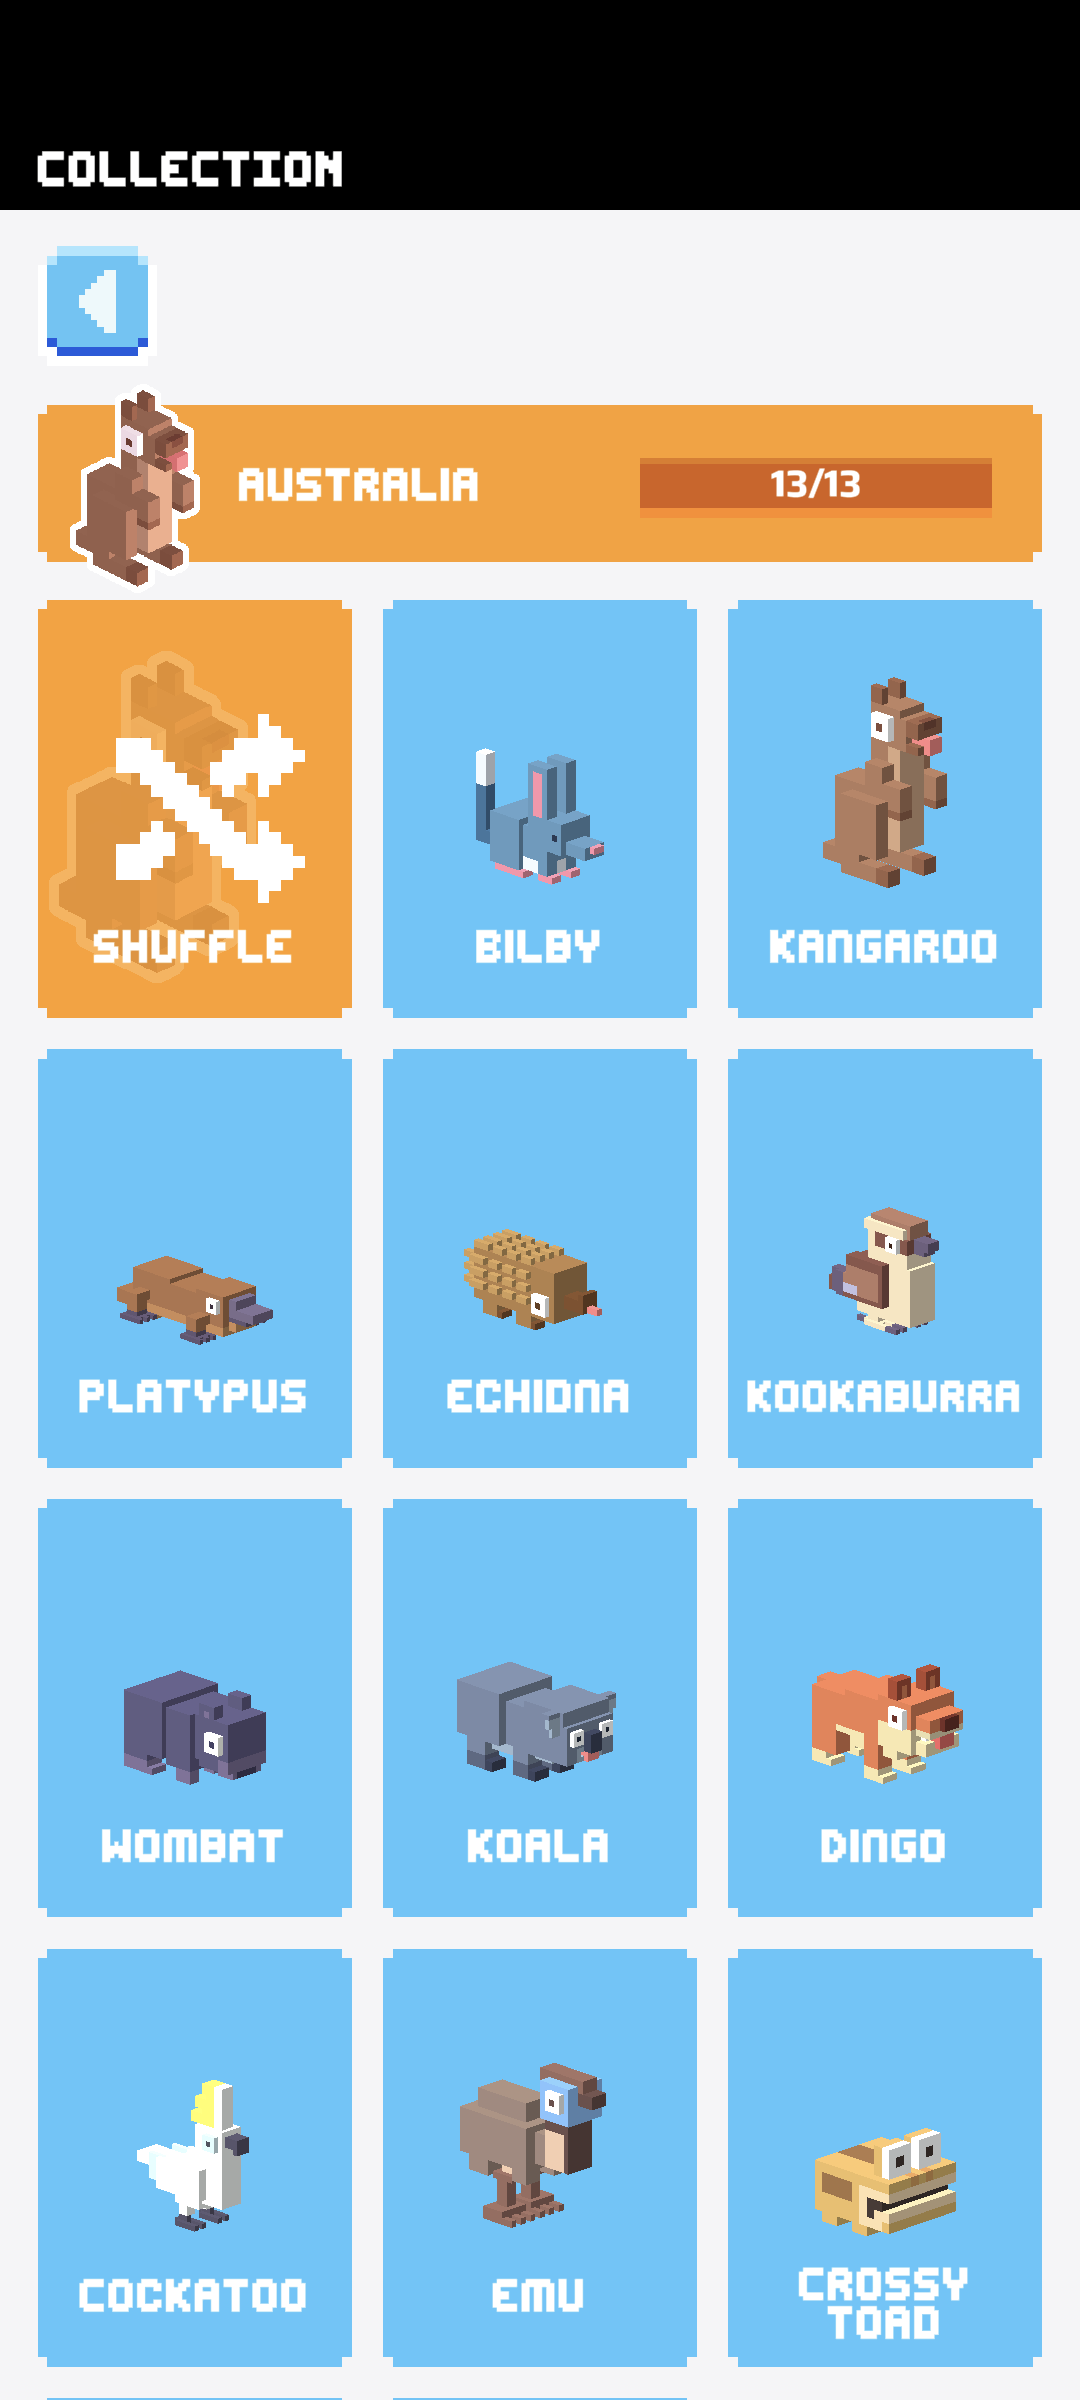 COLLECTION
AUSTRALIA
13/13
SHUFFLE
BILBY
KANGAROO
PLATYPUS
ECHIDNA
KOOKABURRA
WOMBAT
KOALA
DINGO
COCKATOO
EMU
CROSSY
TOAD